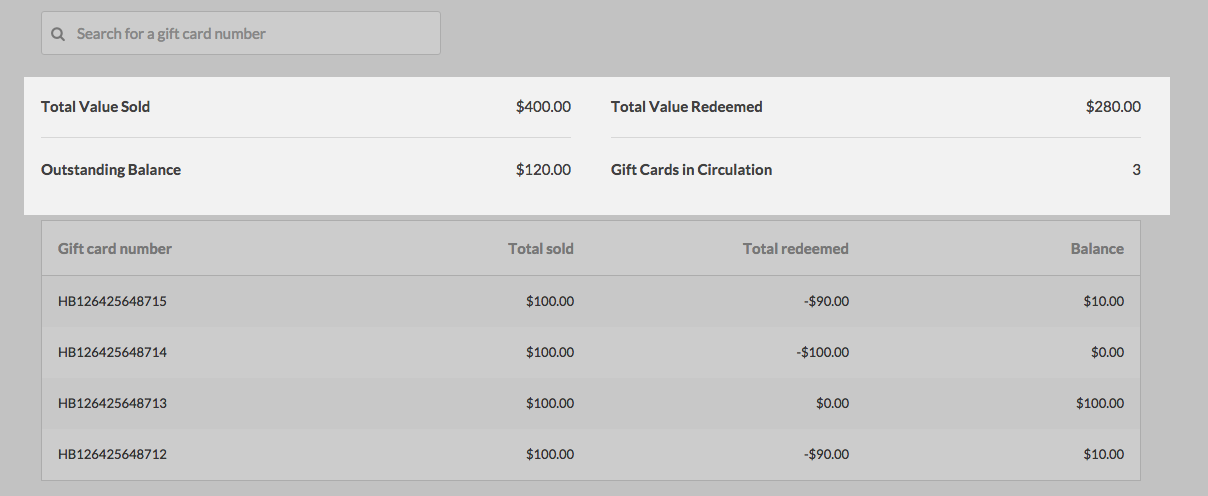 Search for a gift card number
Total Value Sold $400.00 Total Value Redeemed $280.00
Outstanding Balance $120.00 Gift Cards in Circulation 3
Gift card number Total sold Total redeemed Balance
HB126425648715 $100.00 -$90.00 $10.00
HB126425648714 $100.00 -$100.00 $0.00
HB126425648713 $100.00 $0.00 $100.00
HB126425648712 $100.00 -$90.00 $10.00